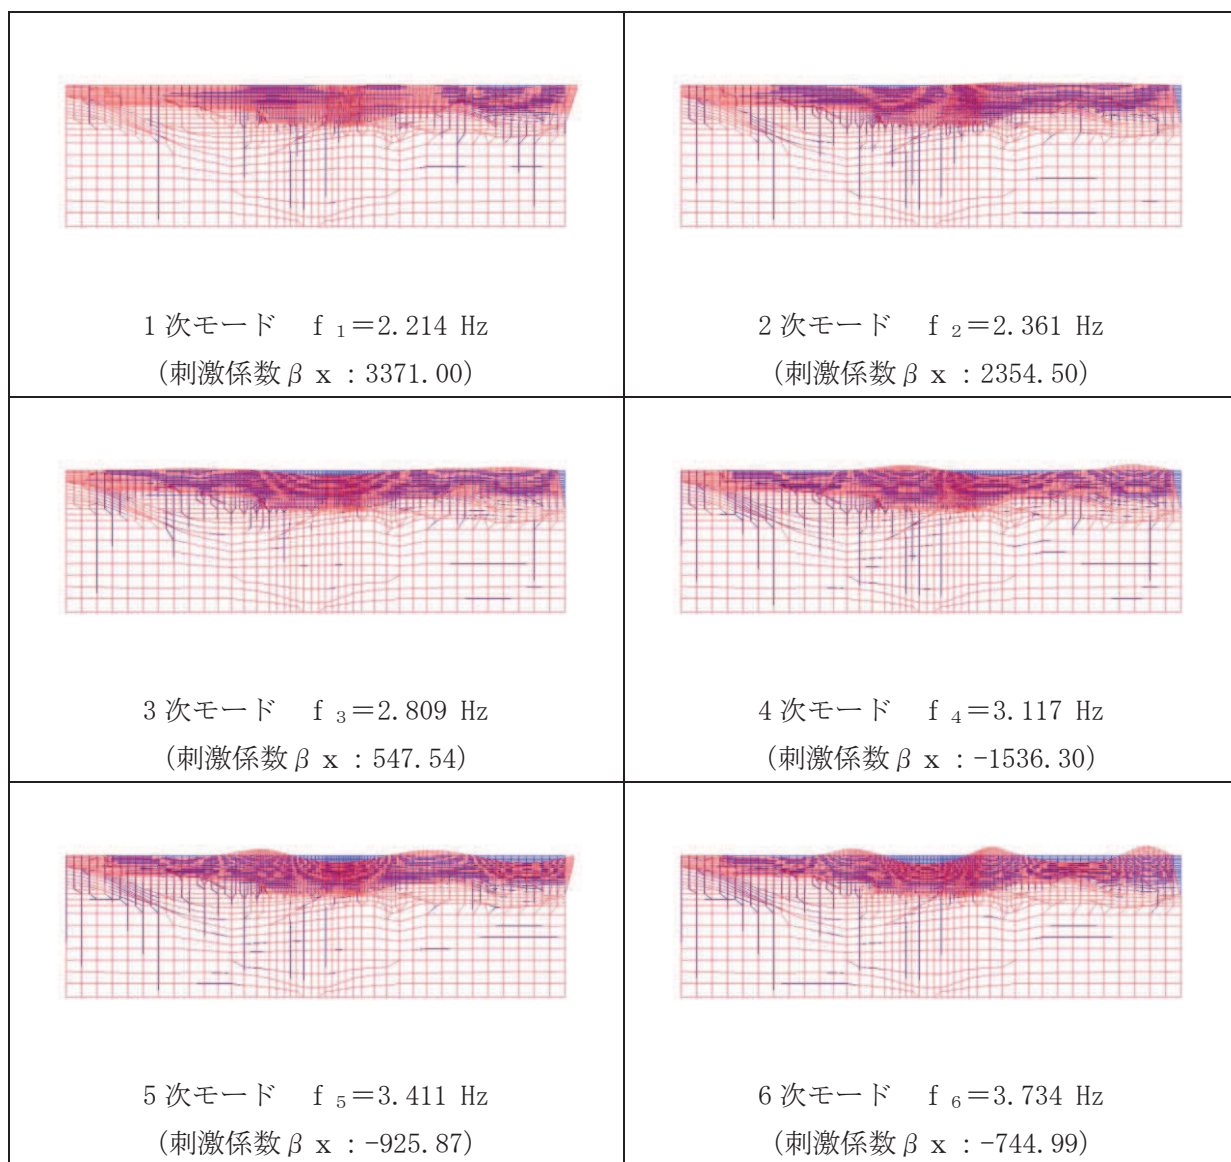 1次モード f₁=2.214 Hz
(刺激係数βx:3371.00)
2次モード f₂=2.361 Hz
(刺激係数βx:2354.50)
3次モード f₃=2.809 Hz
(刺激係数βx:547.54)
4次モード f₄=3.117 Hz
(刺激係数βx:-1536.30)
5次モード f₅=3.411 Hz
(刺激係数βx:-925.87)
6次モード f₆=3.734 Hz
(刺激係数βx:-744.99)